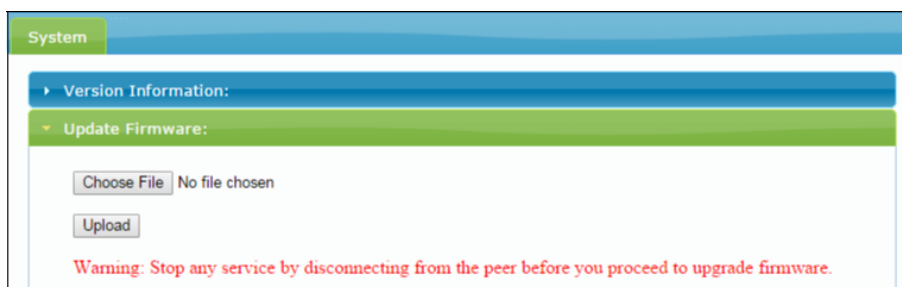 System
Version Information:
Update Firmware:
Choose File No file chosen
Upload
Warning: Stop any service by disconnecting from the peer before you proceed to upgrade firmware.